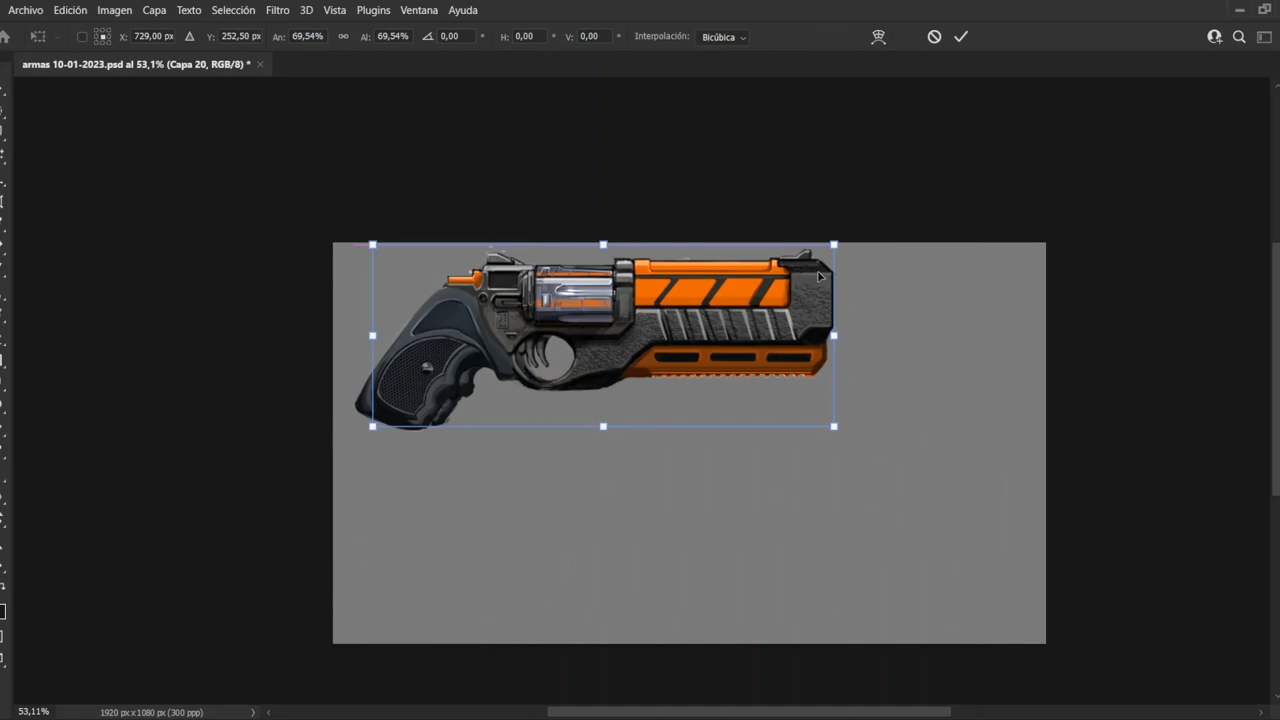 Archivo Edición Imagen Capa Texto Selección Filtro 3D Vista Plugins Ventana Ayuda
X: 729,00 px Y: 252,50 px An: 69,54% Al: 69,54% 0,00 ° H: 0,00 ° V: 0,00 ° Interpolación: Bicúbica
armas 10-01-2023.psd al 53,1% (Capa 20, RGB/8) * ×
53,11% 1920 px x 1080 px (300 ppp)